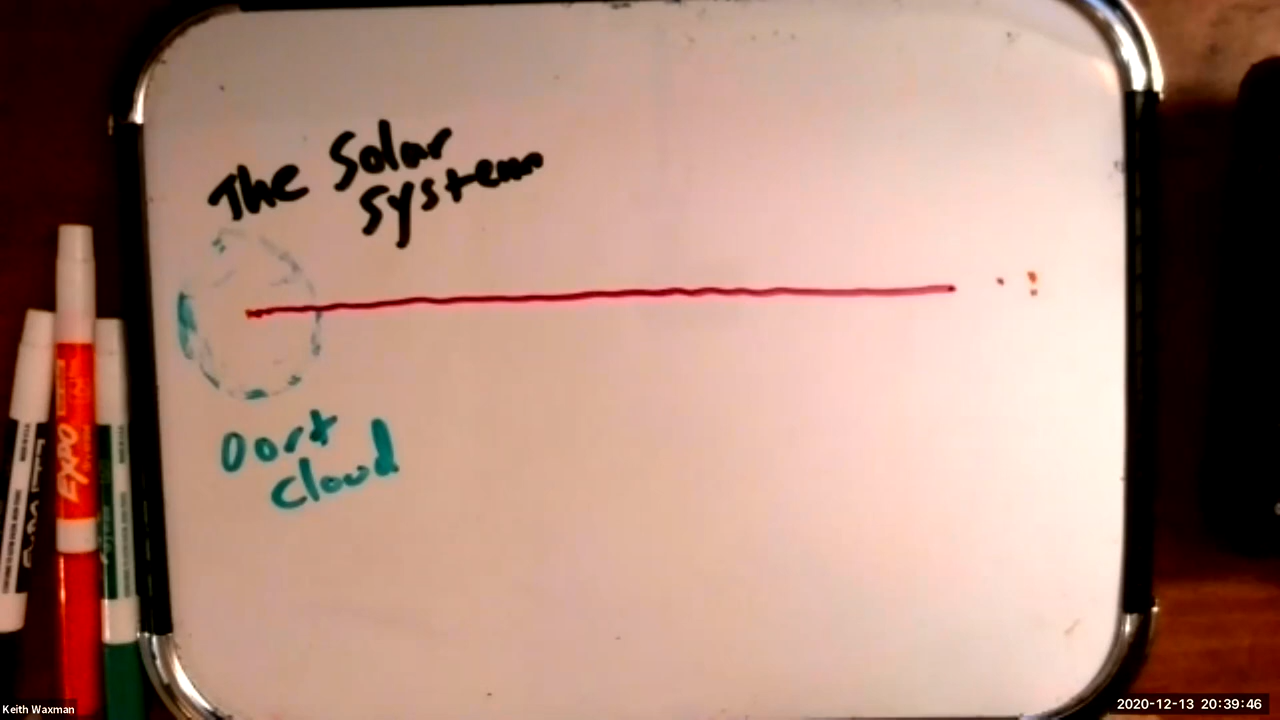 The Solar
System
Oort
Cloud
EXPO
Keith Waxman
2020-12-13 20:39:46